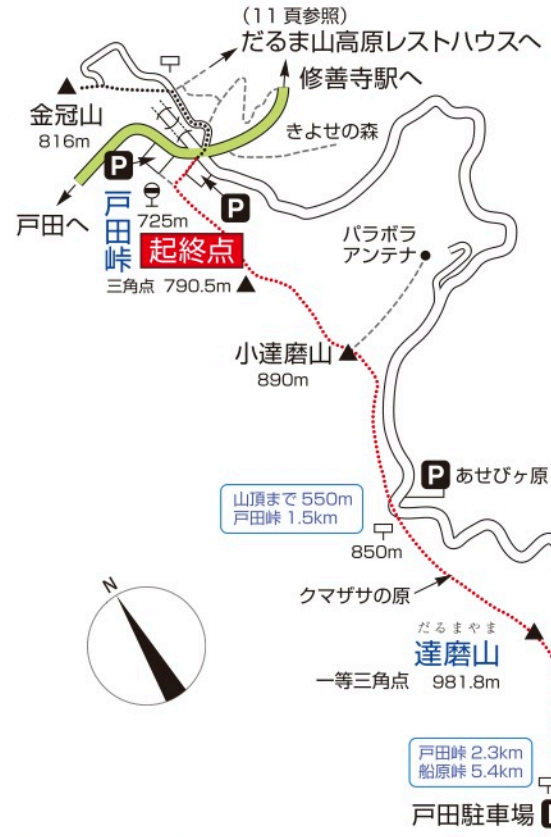 （11頁参照）
だるま山高原レストハウスへ
修善寺駅へ
金冠山
816m
きよせの森
P
戸田へ
戸田峠
725m
P
起終点
三角点 790.5m
パラボラ
アンテナ
小達磨山
890m
P あせびヶ原
山頂まで 550m
戸田峠 1.5km
850m
クマザサの原
N
だるまやま
達磨山
一等三角点 981.8m
戸田峠 2.3km
船原峠 5.4km
戸田駐車場